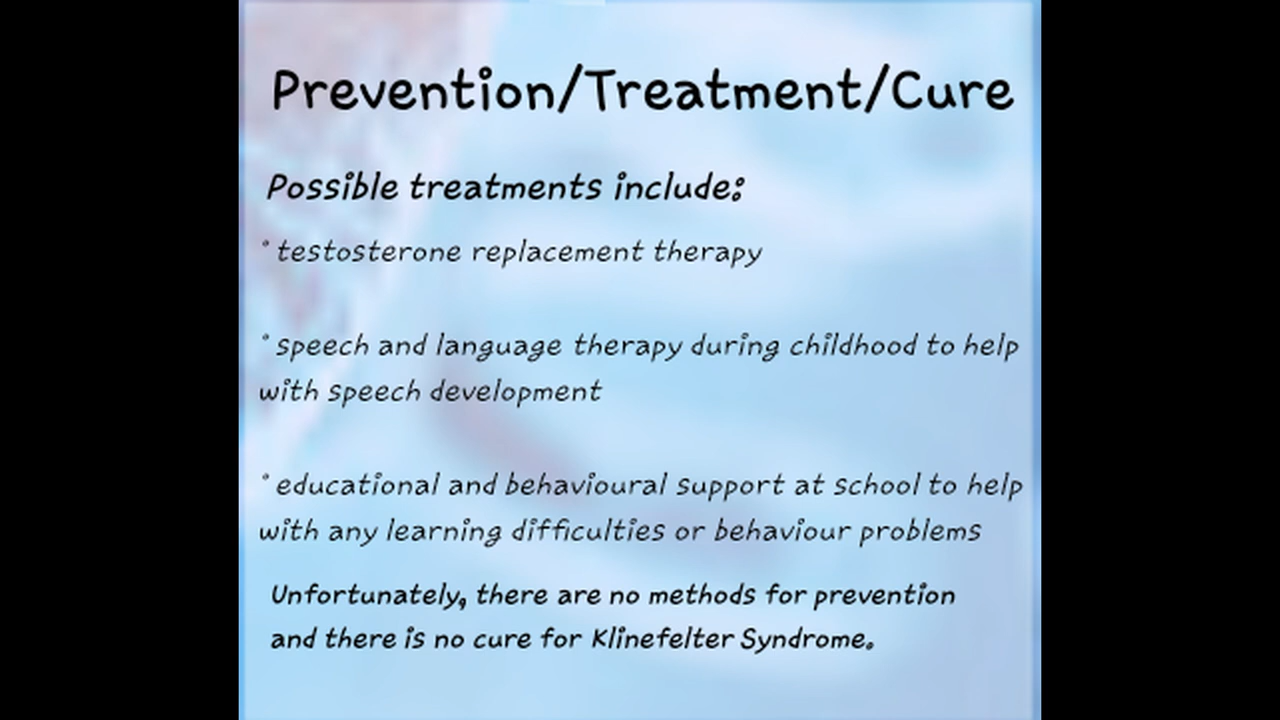 Prevention/Treatment/Cure
Possible treatments include:
° testosterone replacement therapy
° speech and language therapy during childhood to help
with speech development
° educational and behavioural support at school to help
with any learning difficulties or behaviour problems
Unfortunately, there are no methods for prevention
and there is no cure for Klinefelter Syndrome.